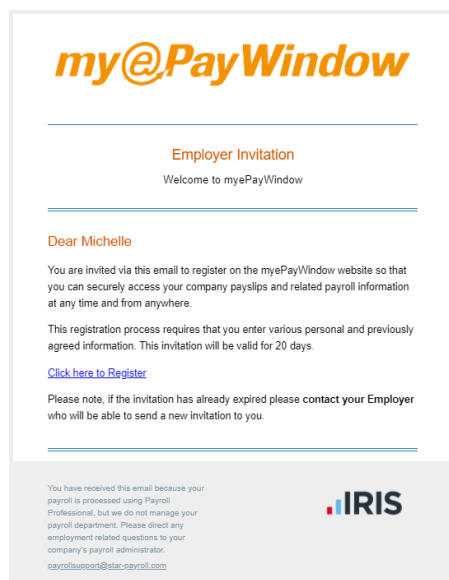 my@PayWindow
Employer Invitation
Welcome to myePayWindow
Dear Michelle
You are invited via this email to register on the myePayWindow website so that
you can securely access your company payslips and related payroll information
at any time and from anywhere.
This registration process requires that you enter various personal and previously
agreed information. This invitation will be valid for 20 days.
Click here to Register
Please note, if the invitation has already expired please contact your Employer
who will be able to send a new invitation to you.
You have received this email because your
payroll is processed using Payroll
Professional, but we do not manage your
payroll department. Please direct any
employment related questions to your
company's payroll administrator.
payrollsupport@star-payroll.com
IRIS